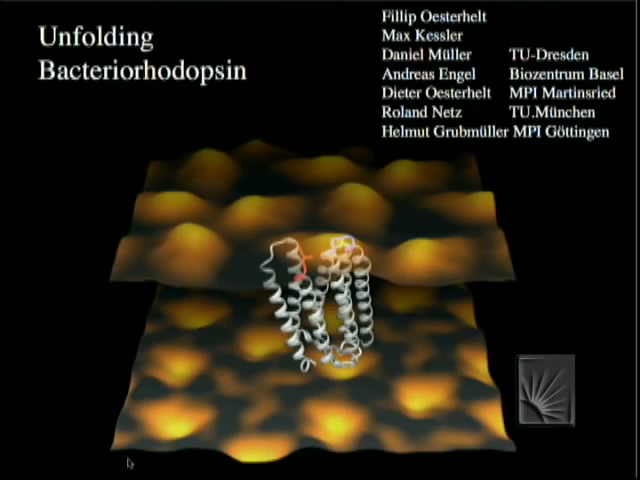 Unfolding
Bacteriorhodopsin
Fillip Oesterhelt
Max Kessler
Daniel Müller TU-Dresden
Andreas Engel Biozentrum Basel
Dieter Oesterhelt MPI Martinsried
Roland Netz TU.München
Helmut Grubmüller MPI Göttingen